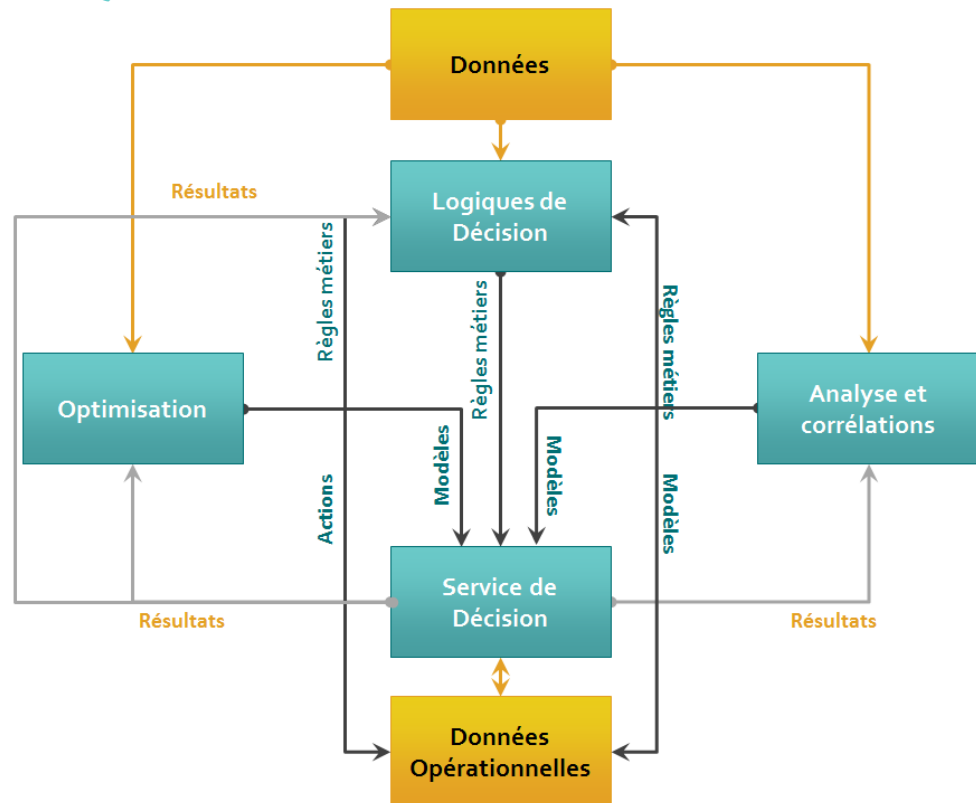 Données
Résultats
Logiques de
Décision
Règles métiers
Règles métiers
Règles métiers
Optimisation
Analyse et
corrélations
Modèles
Modèles
Actions
Modèles
Service de
Décision
Résultats
Résultats
Données
Opérationnelles